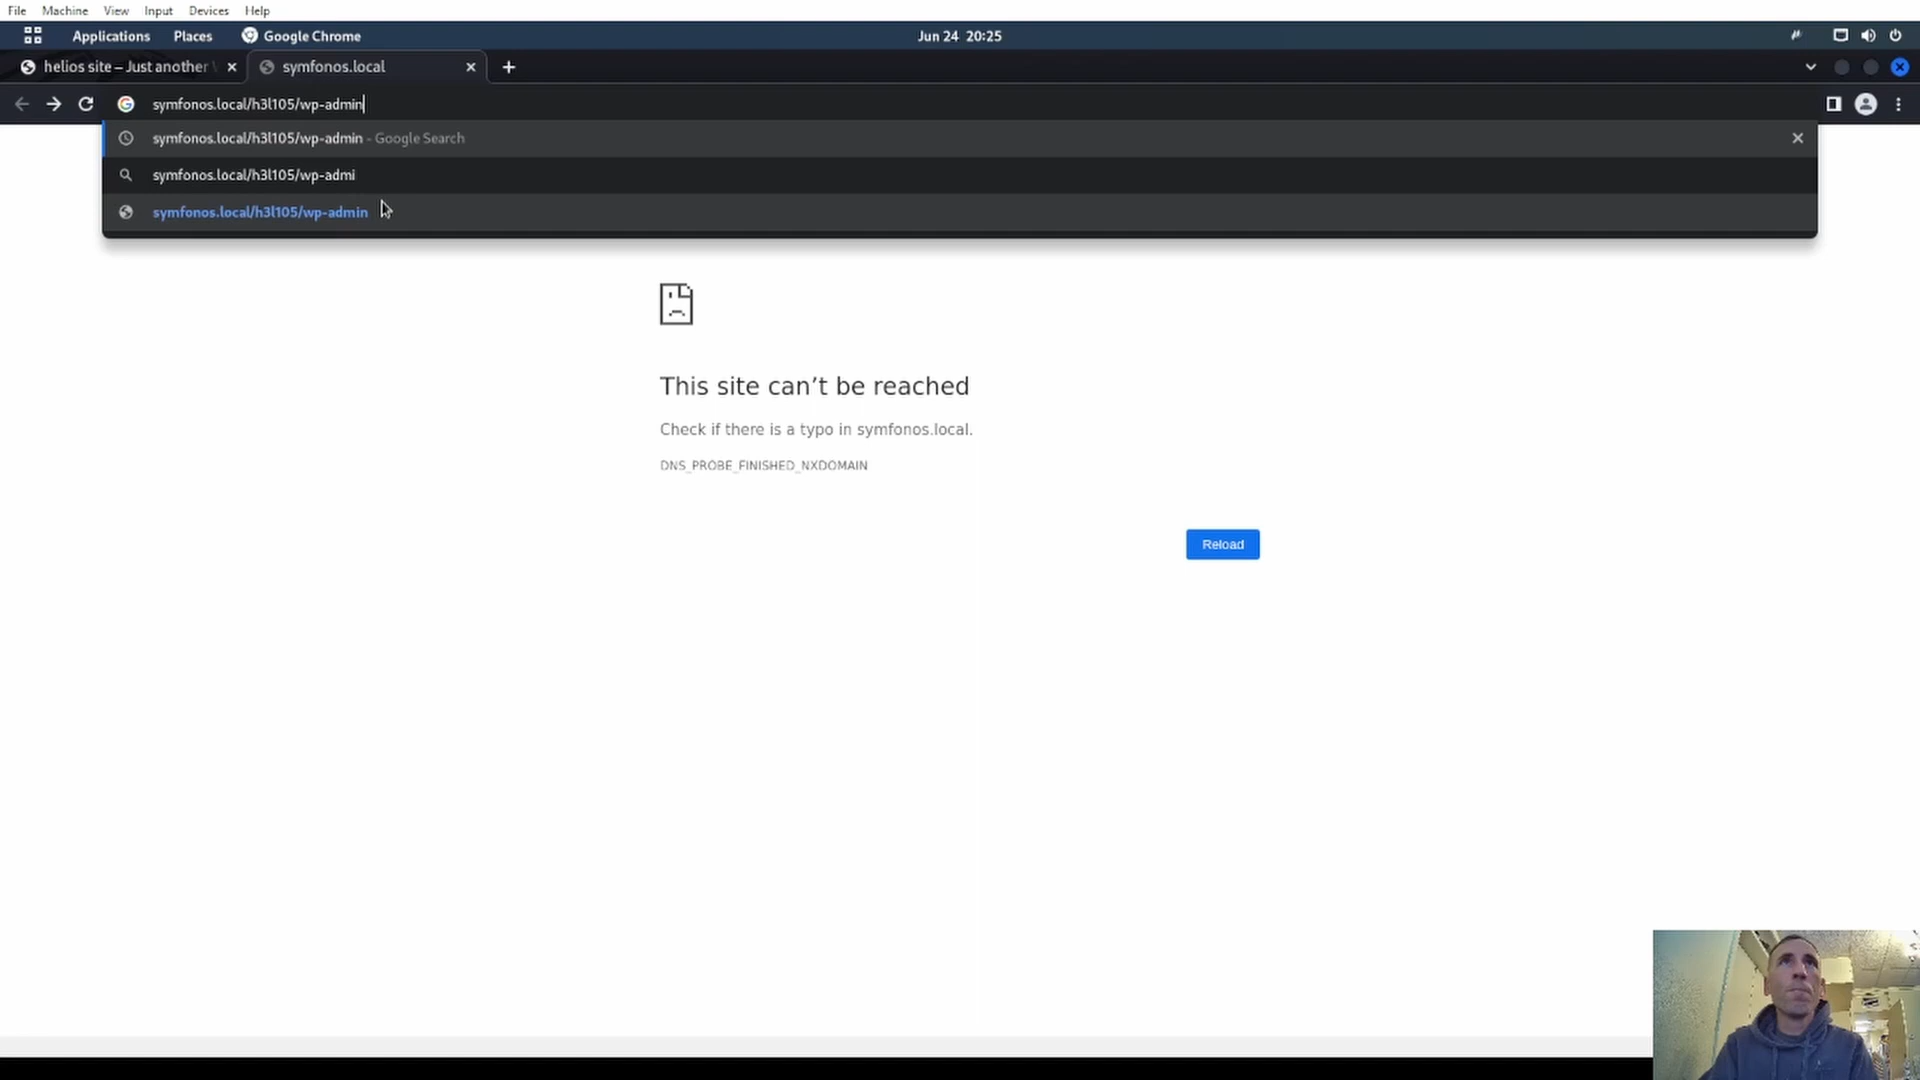 File Machine View Input Devices Help
Applications Places Google Chrome Jun 24 20:25
helios site – Just another symfonos.local
symfonos.local/h3l105/wp-admin
symfonos.local/h3l105/wp-admin - Google Search
symfonos.local/h3l105/wp-admi
symfonos.local/h3l105/wp-admin
This site can't be reached
Check if there is a typo in symfonos.local.
DNS_PROBE_FINISHED_NXDOMAIN
Reload